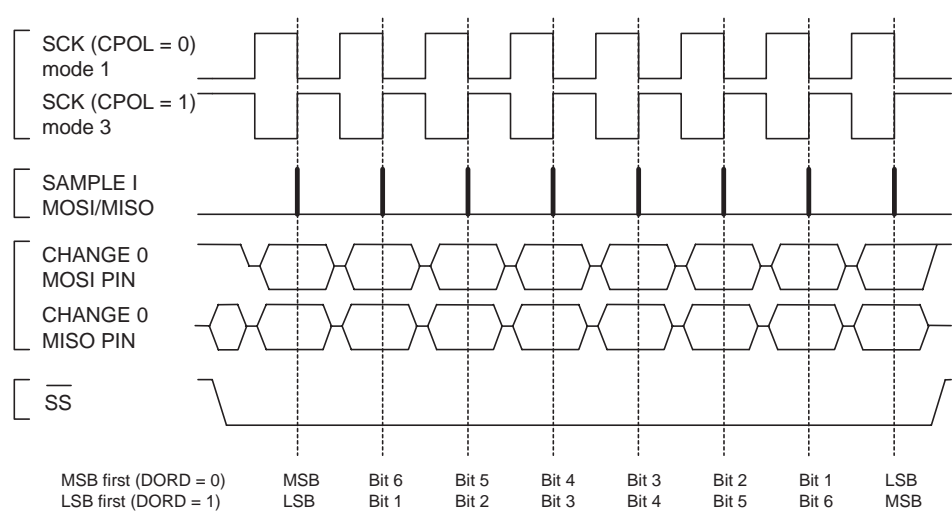 SCK (CPOL = 0)
mode 1
SCK (CPOL = 1)
mode 3
SAMPLE I
MOSI/MISO
CHANGE 0
MOSI PIN
CHANGE 0
MISO PIN
SS
MSB first (DORD = 0) MSB Bit 6 Bit 5 Bit 4 Bit 3 Bit 2 Bit 1 LSB
LSB first (DORD = 1) LSB Bit 1 Bit 2 Bit 3 Bit 4 Bit 5 Bit 6 MSB